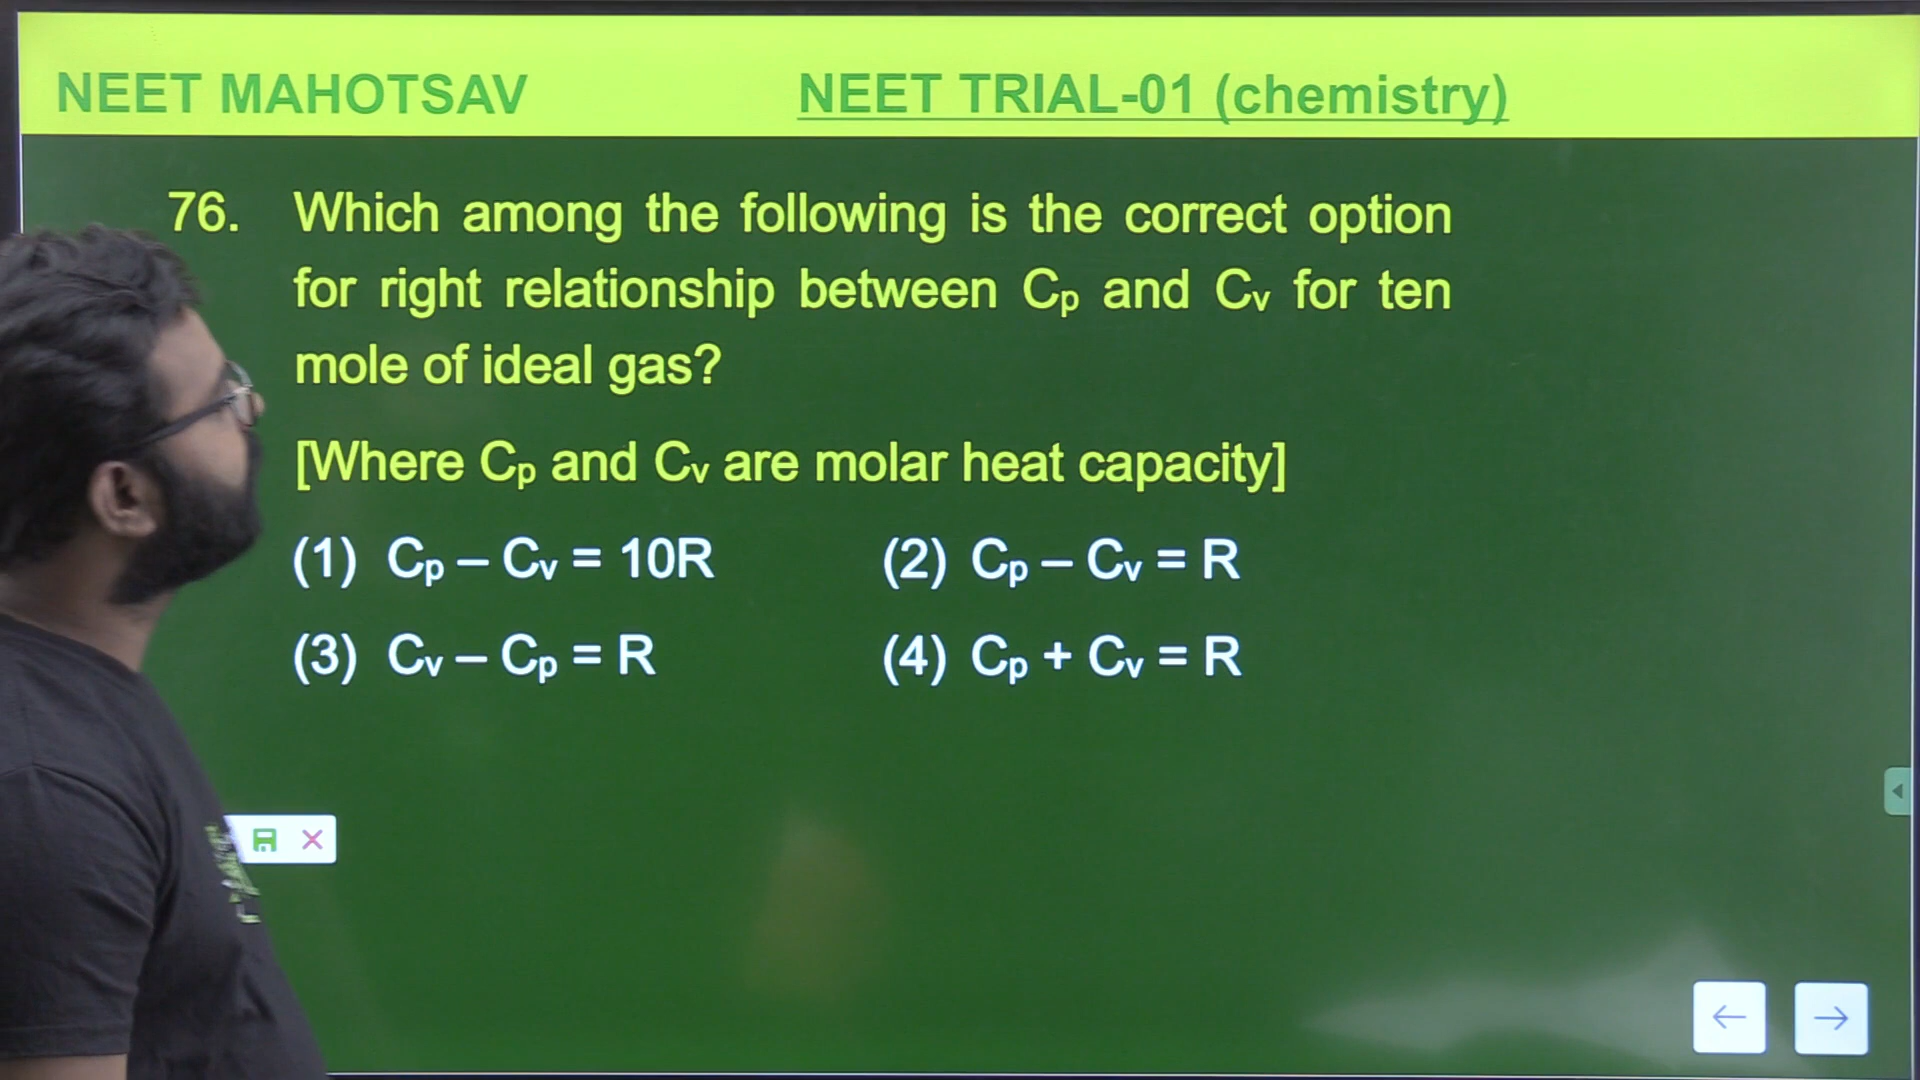 NEET MAHOTSAV NEET TRIAL-01 (chemistry)
76. Which among the following is the correct option
for right relationship between Cp and Cv for ten
mole of ideal gas?
[Where Cp and Cv are molar heat capacity]
(1) Cp – Cv = 10R (2) Cp – Cv = R
(3) Cv – Cp = R (4) Cp + Cv = R